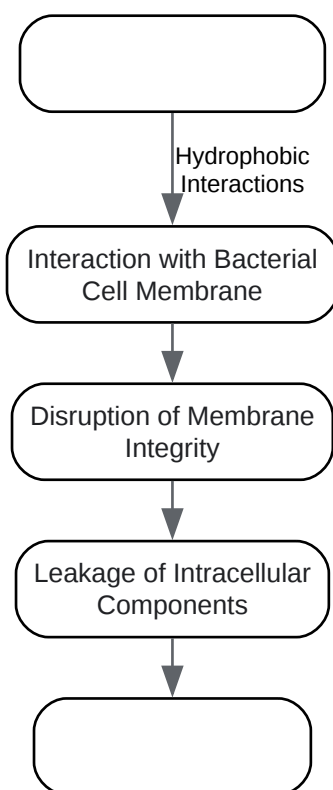 Hydrophobic
Interactions
Interaction with Bacterial
Cell Membrane
Disruption of Membrane
Integrity
Leakage of Intracellular
Components